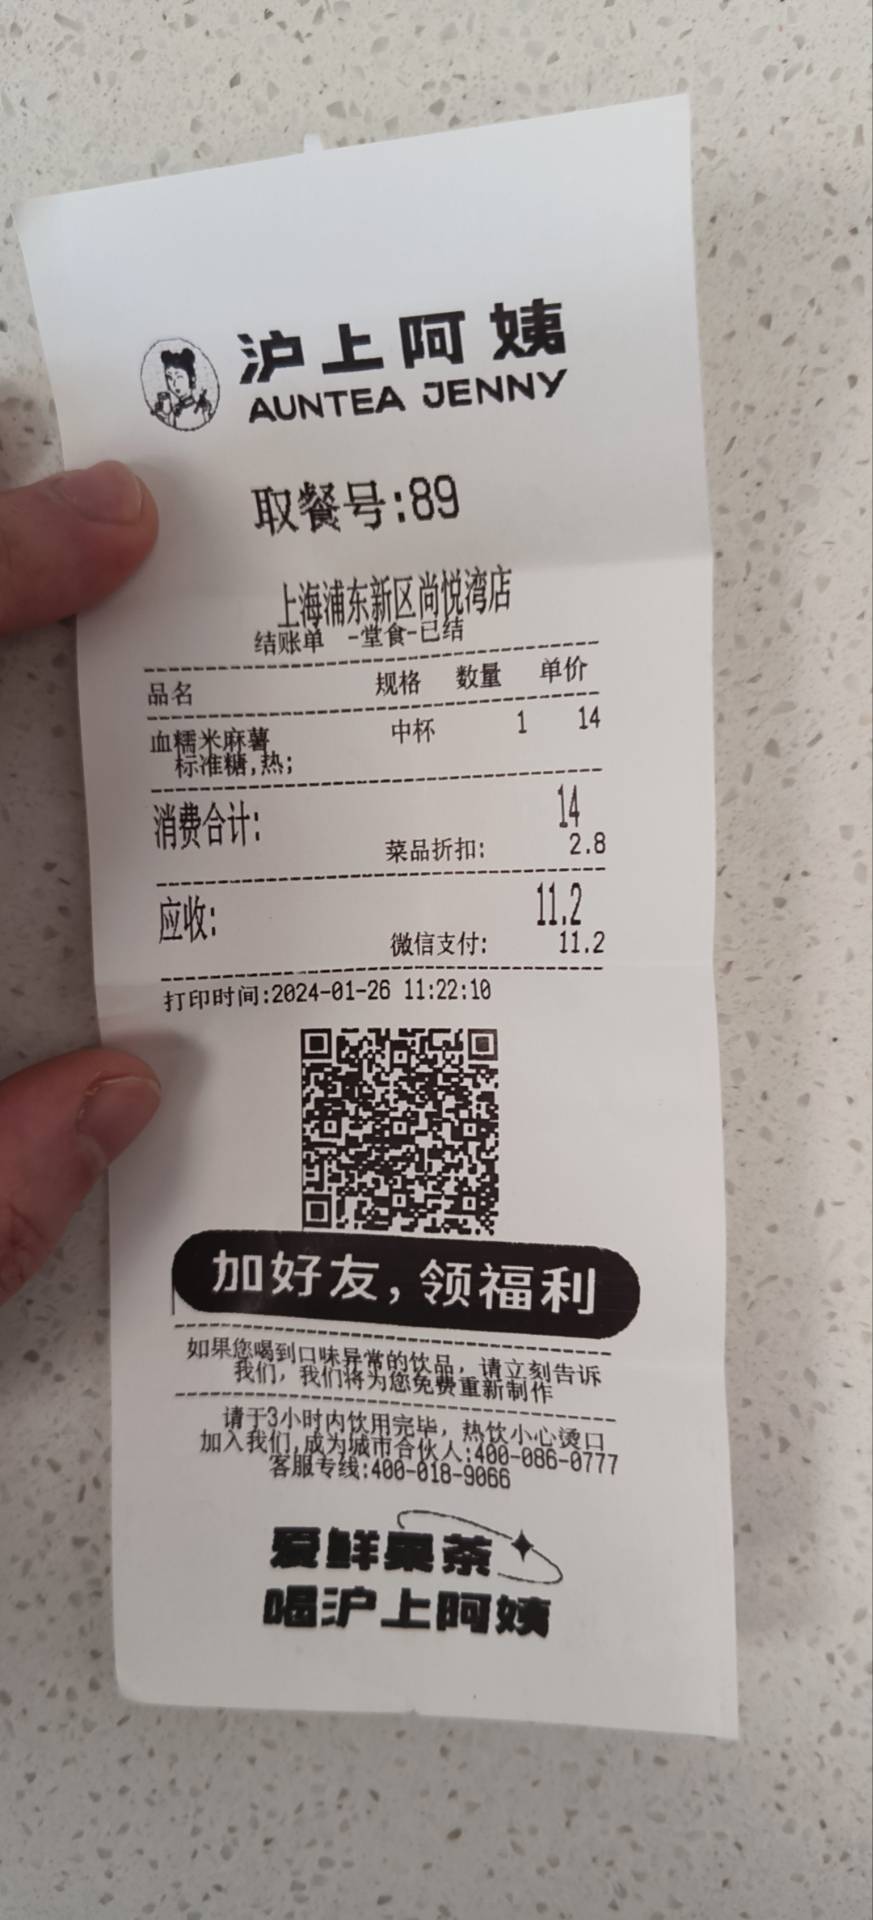 沪上阿姨
AUNTEA JENNY
取餐号:89
上海浦东新区尚悦湾店
结账单 -堂食-已结
品名 规格 数量 单价
血糯米麻薯 中杯 1 14
标准糖,热;
消费合计: 14
菜品折扣: 2.8
应收: 11.2
微信支付: 11.2
打印时间:2024-01-26 11:22:10
加好友,领福利
如果您喝到口味异常的饮品，请立刻告诉
我们，我们将为您免费重新制作
请于3小时内饮用完毕，热饮小心烫口
加入我们,成为城市合伙人:400-086-0777
客服专线:400-018-9066
爱鲜果茶
喝沪上阿姨